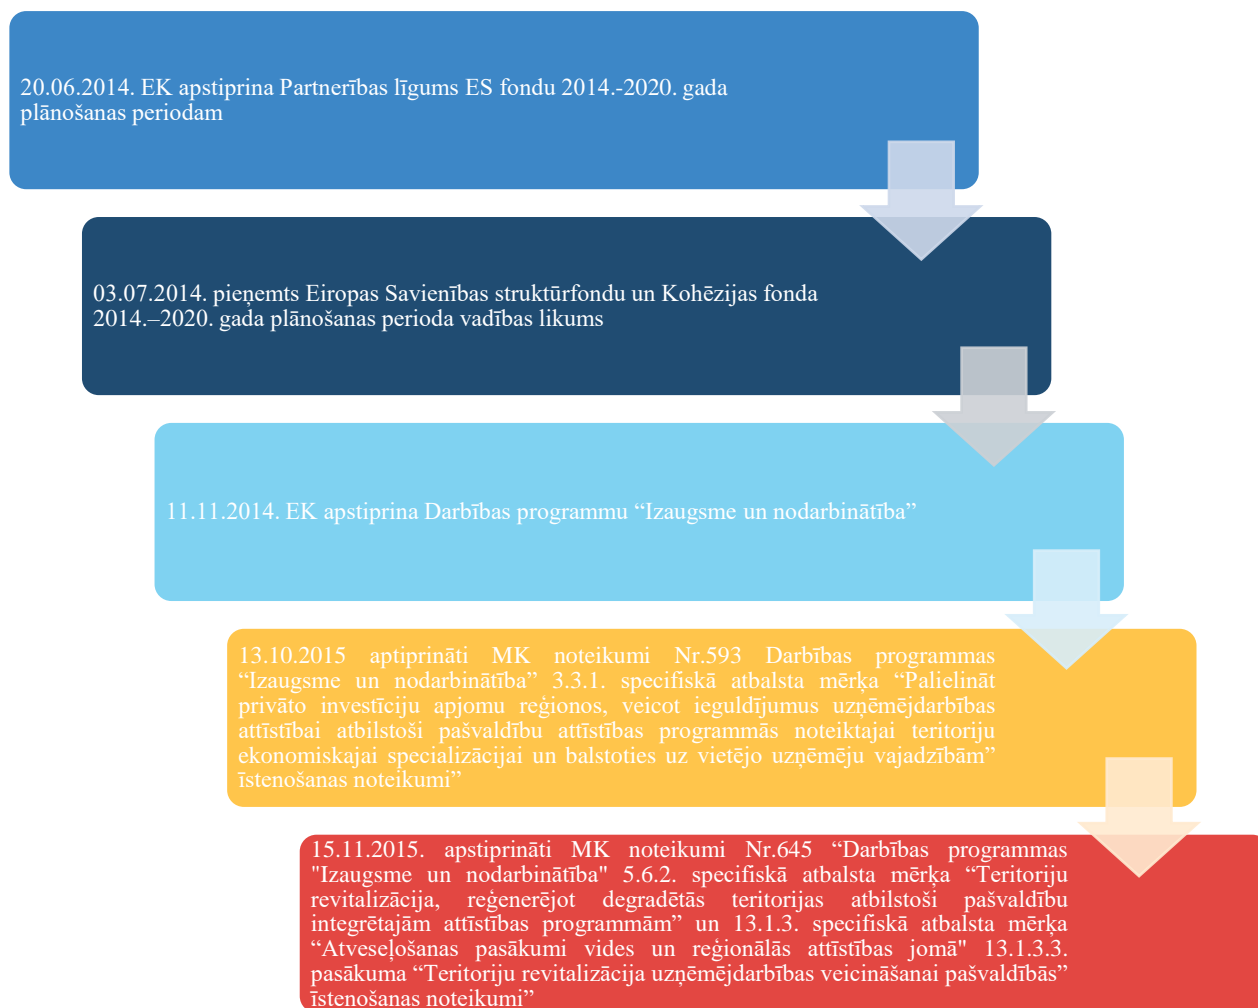 20.06.2014. EK apstiprina Partnerības līgums ES fondu 2014.-2020. gada
plānošanas periodam
03.07.2014. pieņemts Eiropas Savienības struktūrfondu un Kohēzijas fonda
2014.–2020. gada plānošanas perioda vadības likums
11.11.2014. EK apstiprina Darbības programmu “Izaugsme un nodarbinātība”
13.10.2015 aptiprināti MK noteikumi Nr.593 Darbības programmas
“Izaugsme un nodarbinātība” 3.3.1. specifiskā atbalsta mērķa “Palielināt
privāto investīciju apjomu reģionos, veicot ieguldījumus uzņēmējdarbības
attīstībai atbilstoši pašvaldību attīstības programmās noteiktajai teritoriju
ekonomiskajai specializācijai un balstoties uz vietējo uzņēmēju vajadzībām”
īstenošanas noteikumi”
15.11.2015. apstiprināti MK noteikumi Nr.645 “Darbības programmas
"Izaugsme un nodarbinātība" 5.6.2. specifiskā atbalsta mērķa “Teritoriju
revitalizācija, reģenerējot degradētās teritorijas atbilstoši pašvaldību
integrētajām attīstības programmām” un 13.1.3. specifiskā atbalsta mērķa
“Atveseļošanas pasākumi vides un reģionālās attīstības jomā" 13.1.3.3.
pasākuma “Teritoriju revitalizācija uzņēmējdarbības veicināšanai pašvaldībās”
īstenošanas noteikumi”